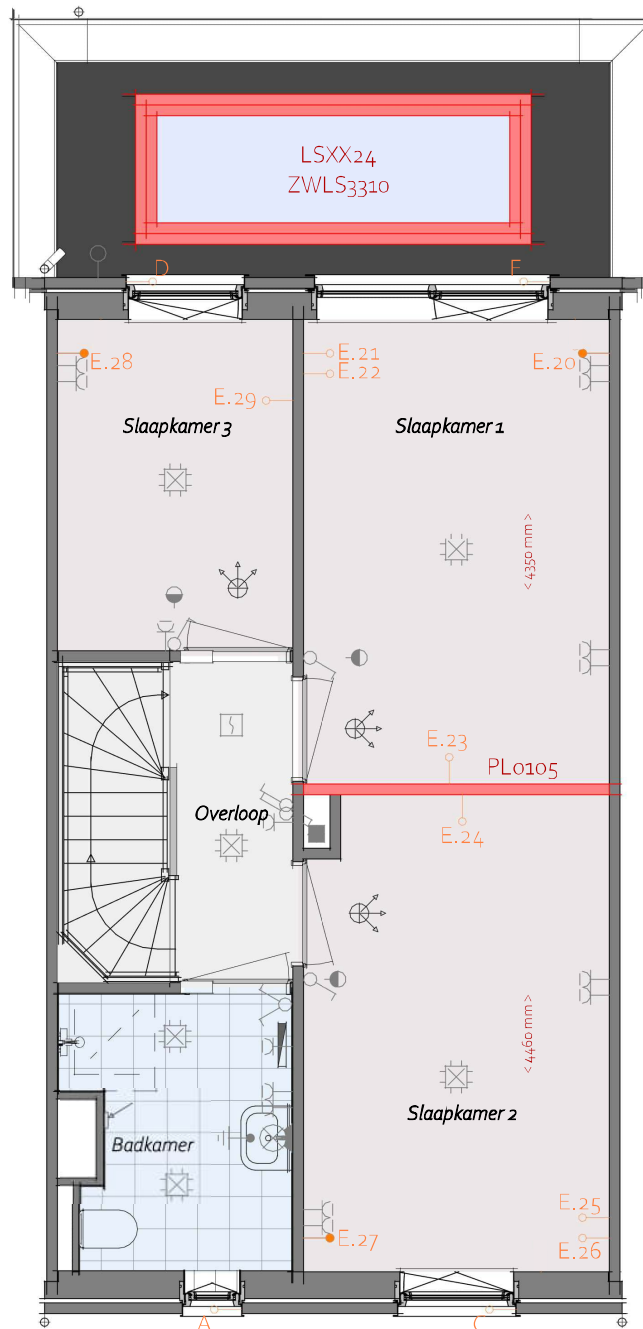 LSXX24
ZWLS3310
D
E
E.28
E.21
E.22
E.20
E.29
Slaapkamer 3
Slaapkamer 1
< 4350 mm >
E.23
PL0105
Overloop
E.24
< 4460 mm >
Slaapkamer 2
Badkamer
E.25
E.27
E.26
A
C